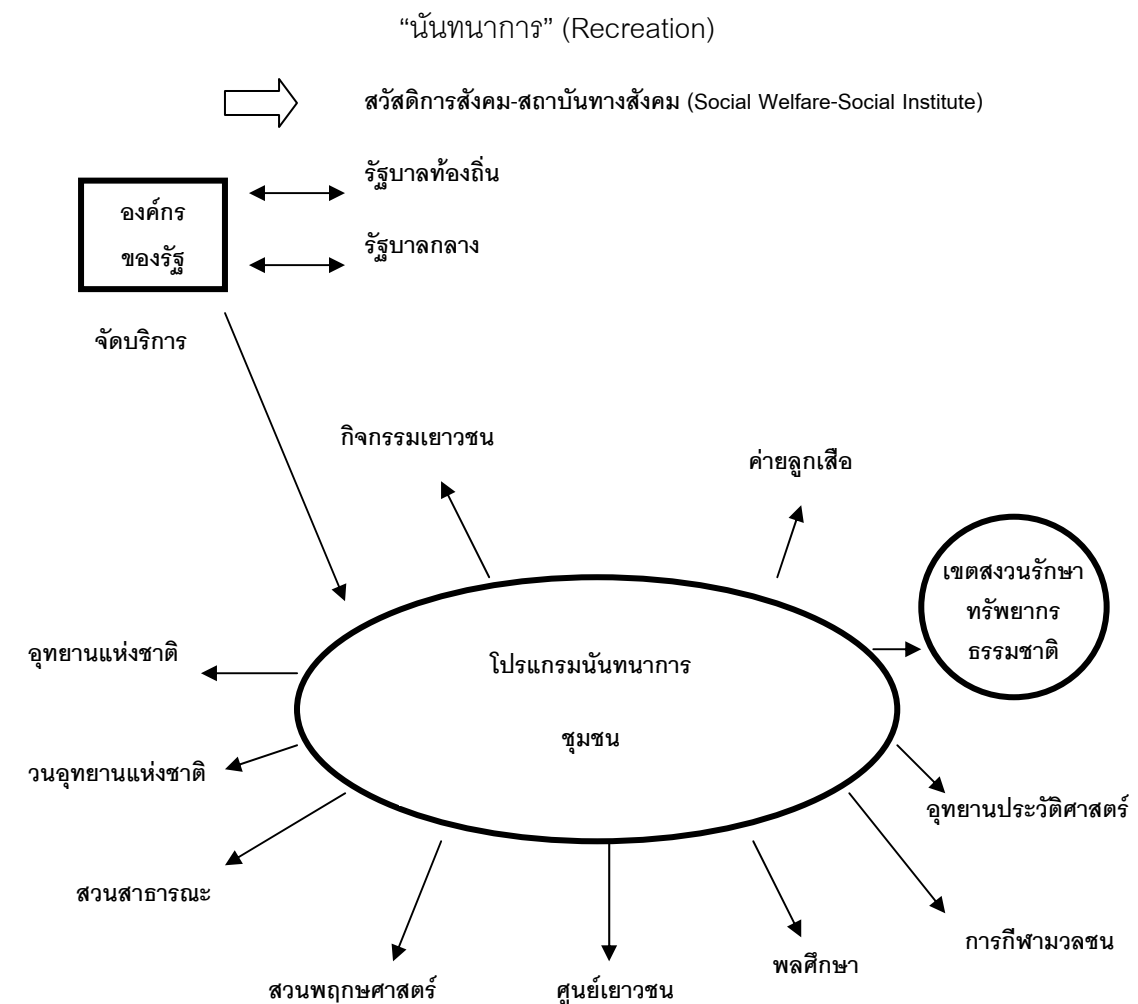 “นันทนาการ” (Recreation)
สวัสดิการสังคม-สถาบันทางสังคม (Social Welfare-Social Institute)
รัฐบาลท้องถิ่น
องค์กร
ของรัฐ
รัฐบาลกลาง
จัดบริการ
กิจกรรมเยาวชน
ค่ายลูกเสือ
เขตสงวนรักษา
ทรัพยากร
ธรรมชาติ
อุทยานแห่งชาติ
โปรแกรมนันทนาการ
ชุมชน
วนอุทยานแห่งชาติ
อุทยานประวัติศาสตร์
สวนสาธารณะ
การกีฬามวลชน
พลศึกษา
สวนพฤกษศาสตร์
ศูนย์เยาวชน